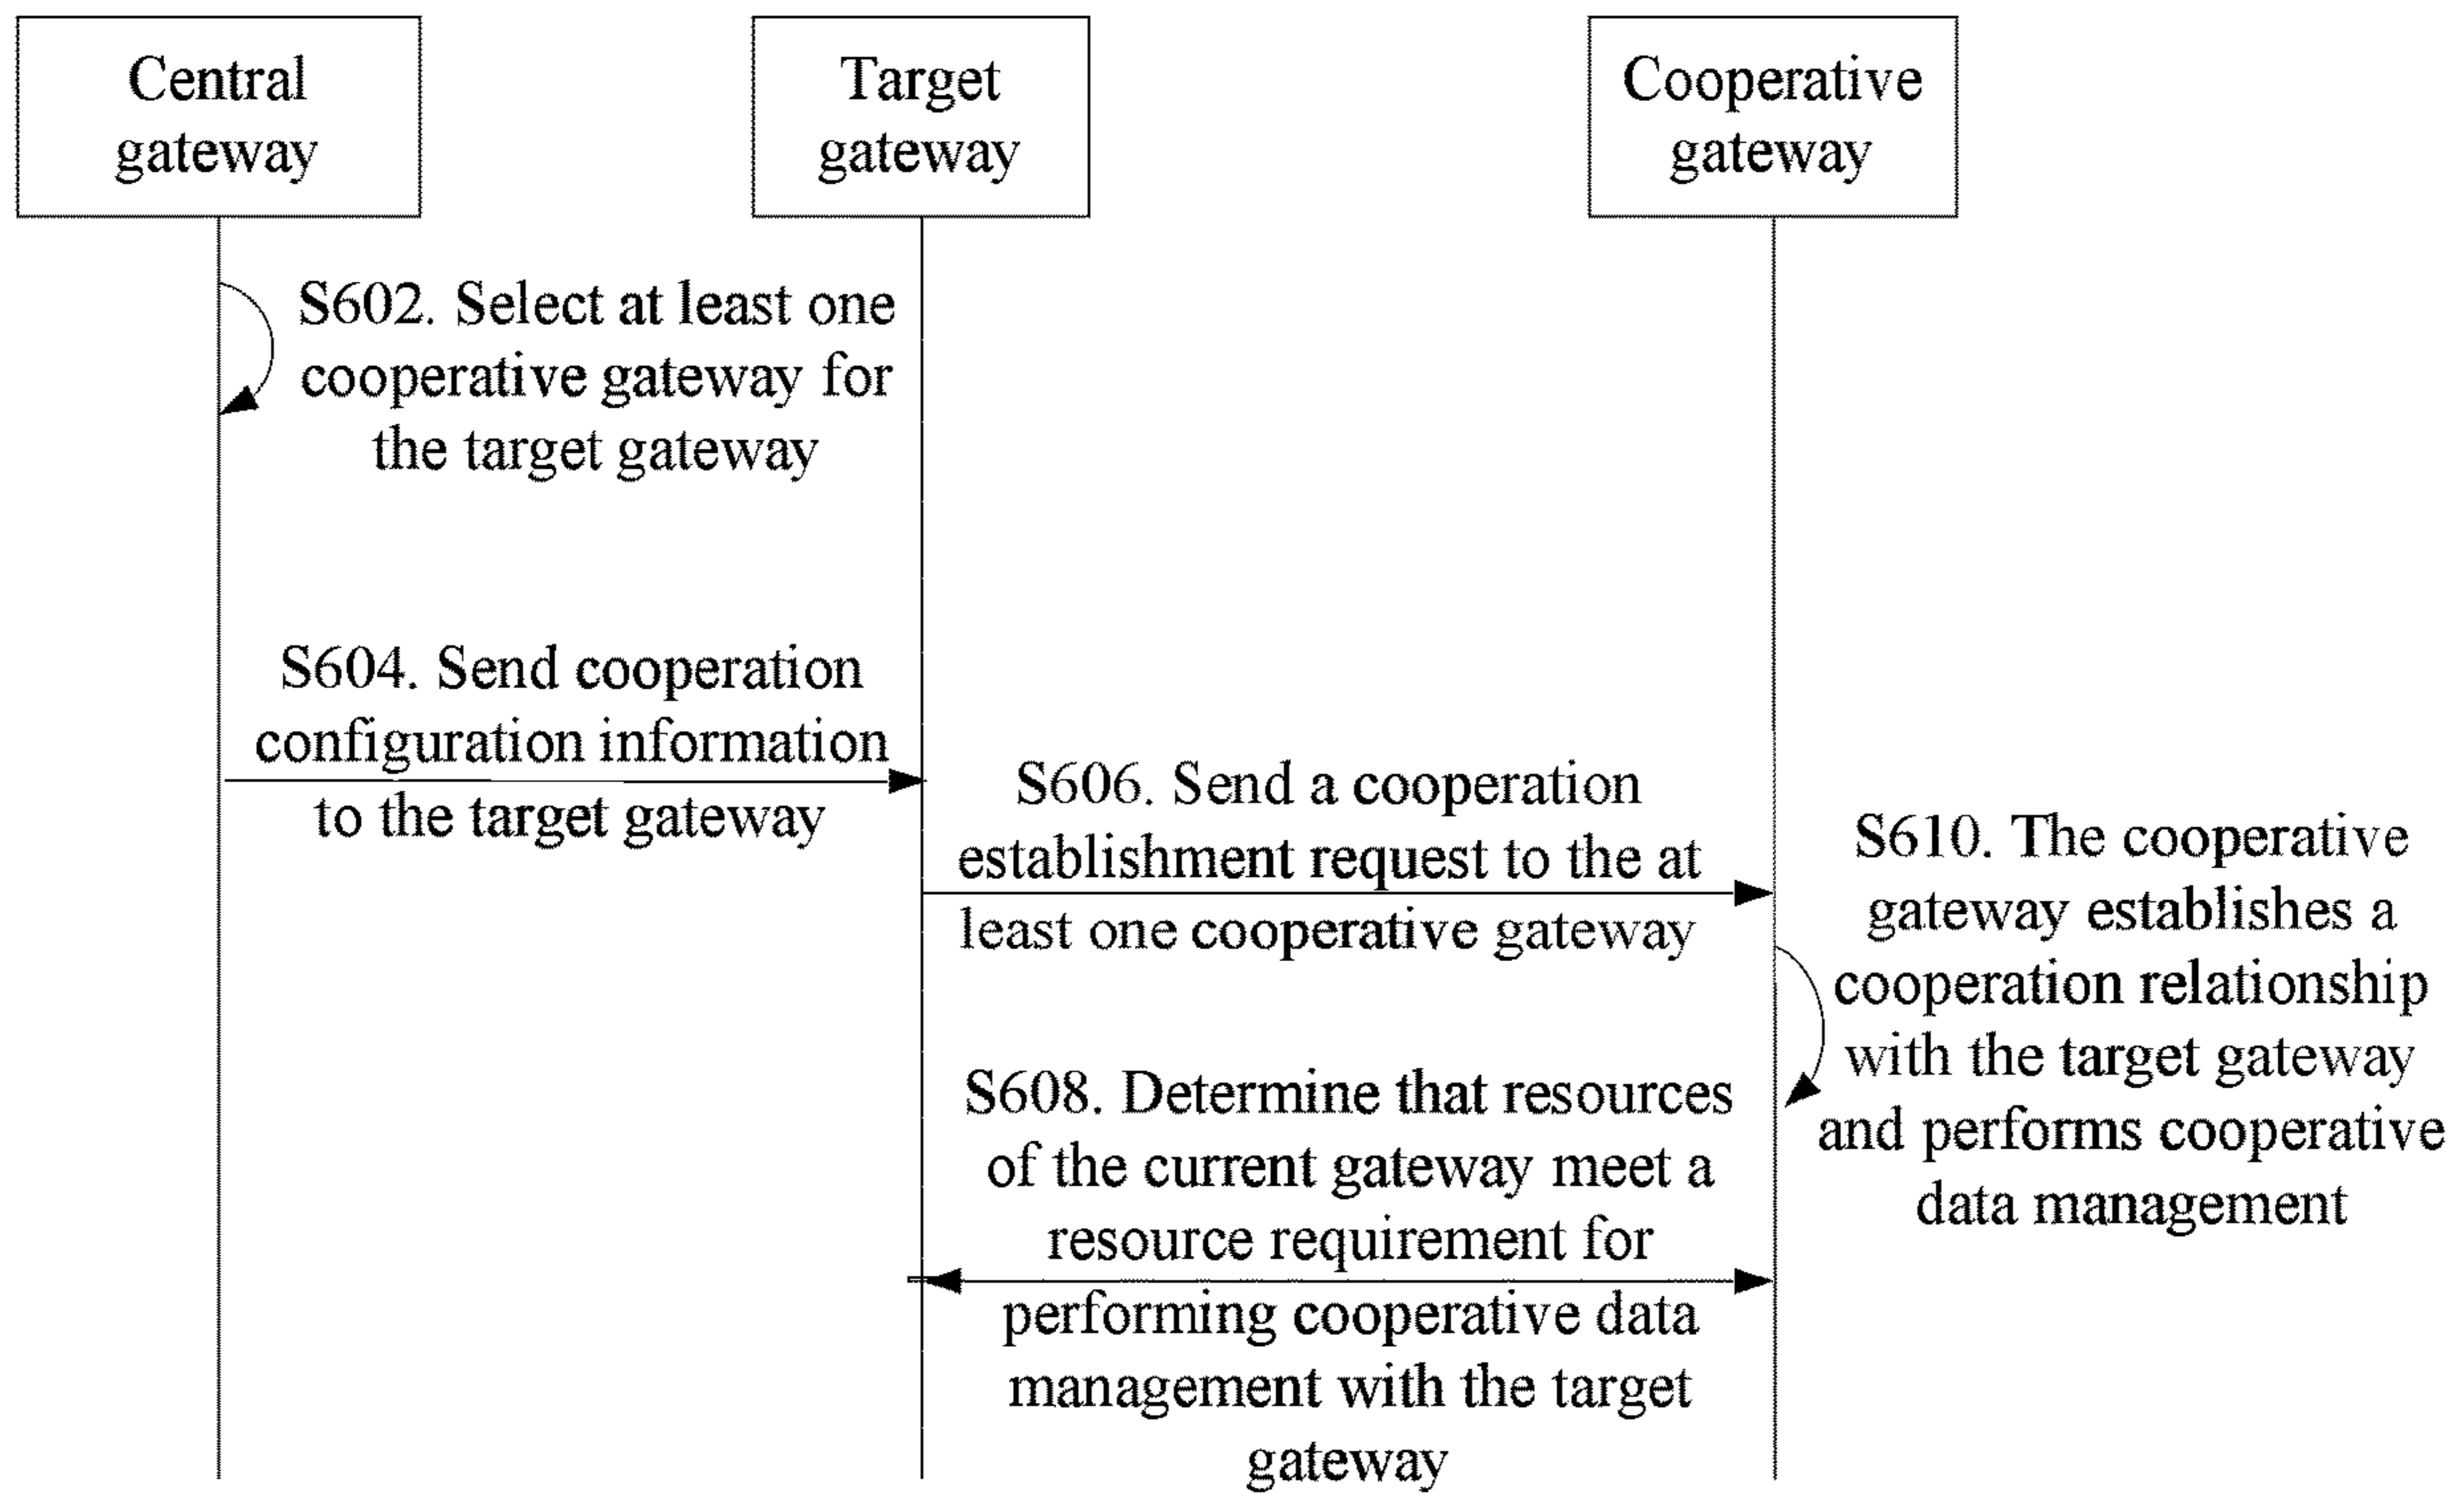 Central
gateway
Target
gateway
Cooperative
gateway
S602. Select at least one
cooperative gateway for
the target gateway
S604. Send cooperation
configuration information
to the target gateway
S606. Send a cooperation
establishment request to the at
least one cooperative gateway
S610. The cooperative
gateway establishes a
cooperation relationship
with the target gateway
and performs cooperative
data management
S608. Determine that resources
of the current gateway meet a
resource requirement for
performing cooperative data
management with the target
gateway